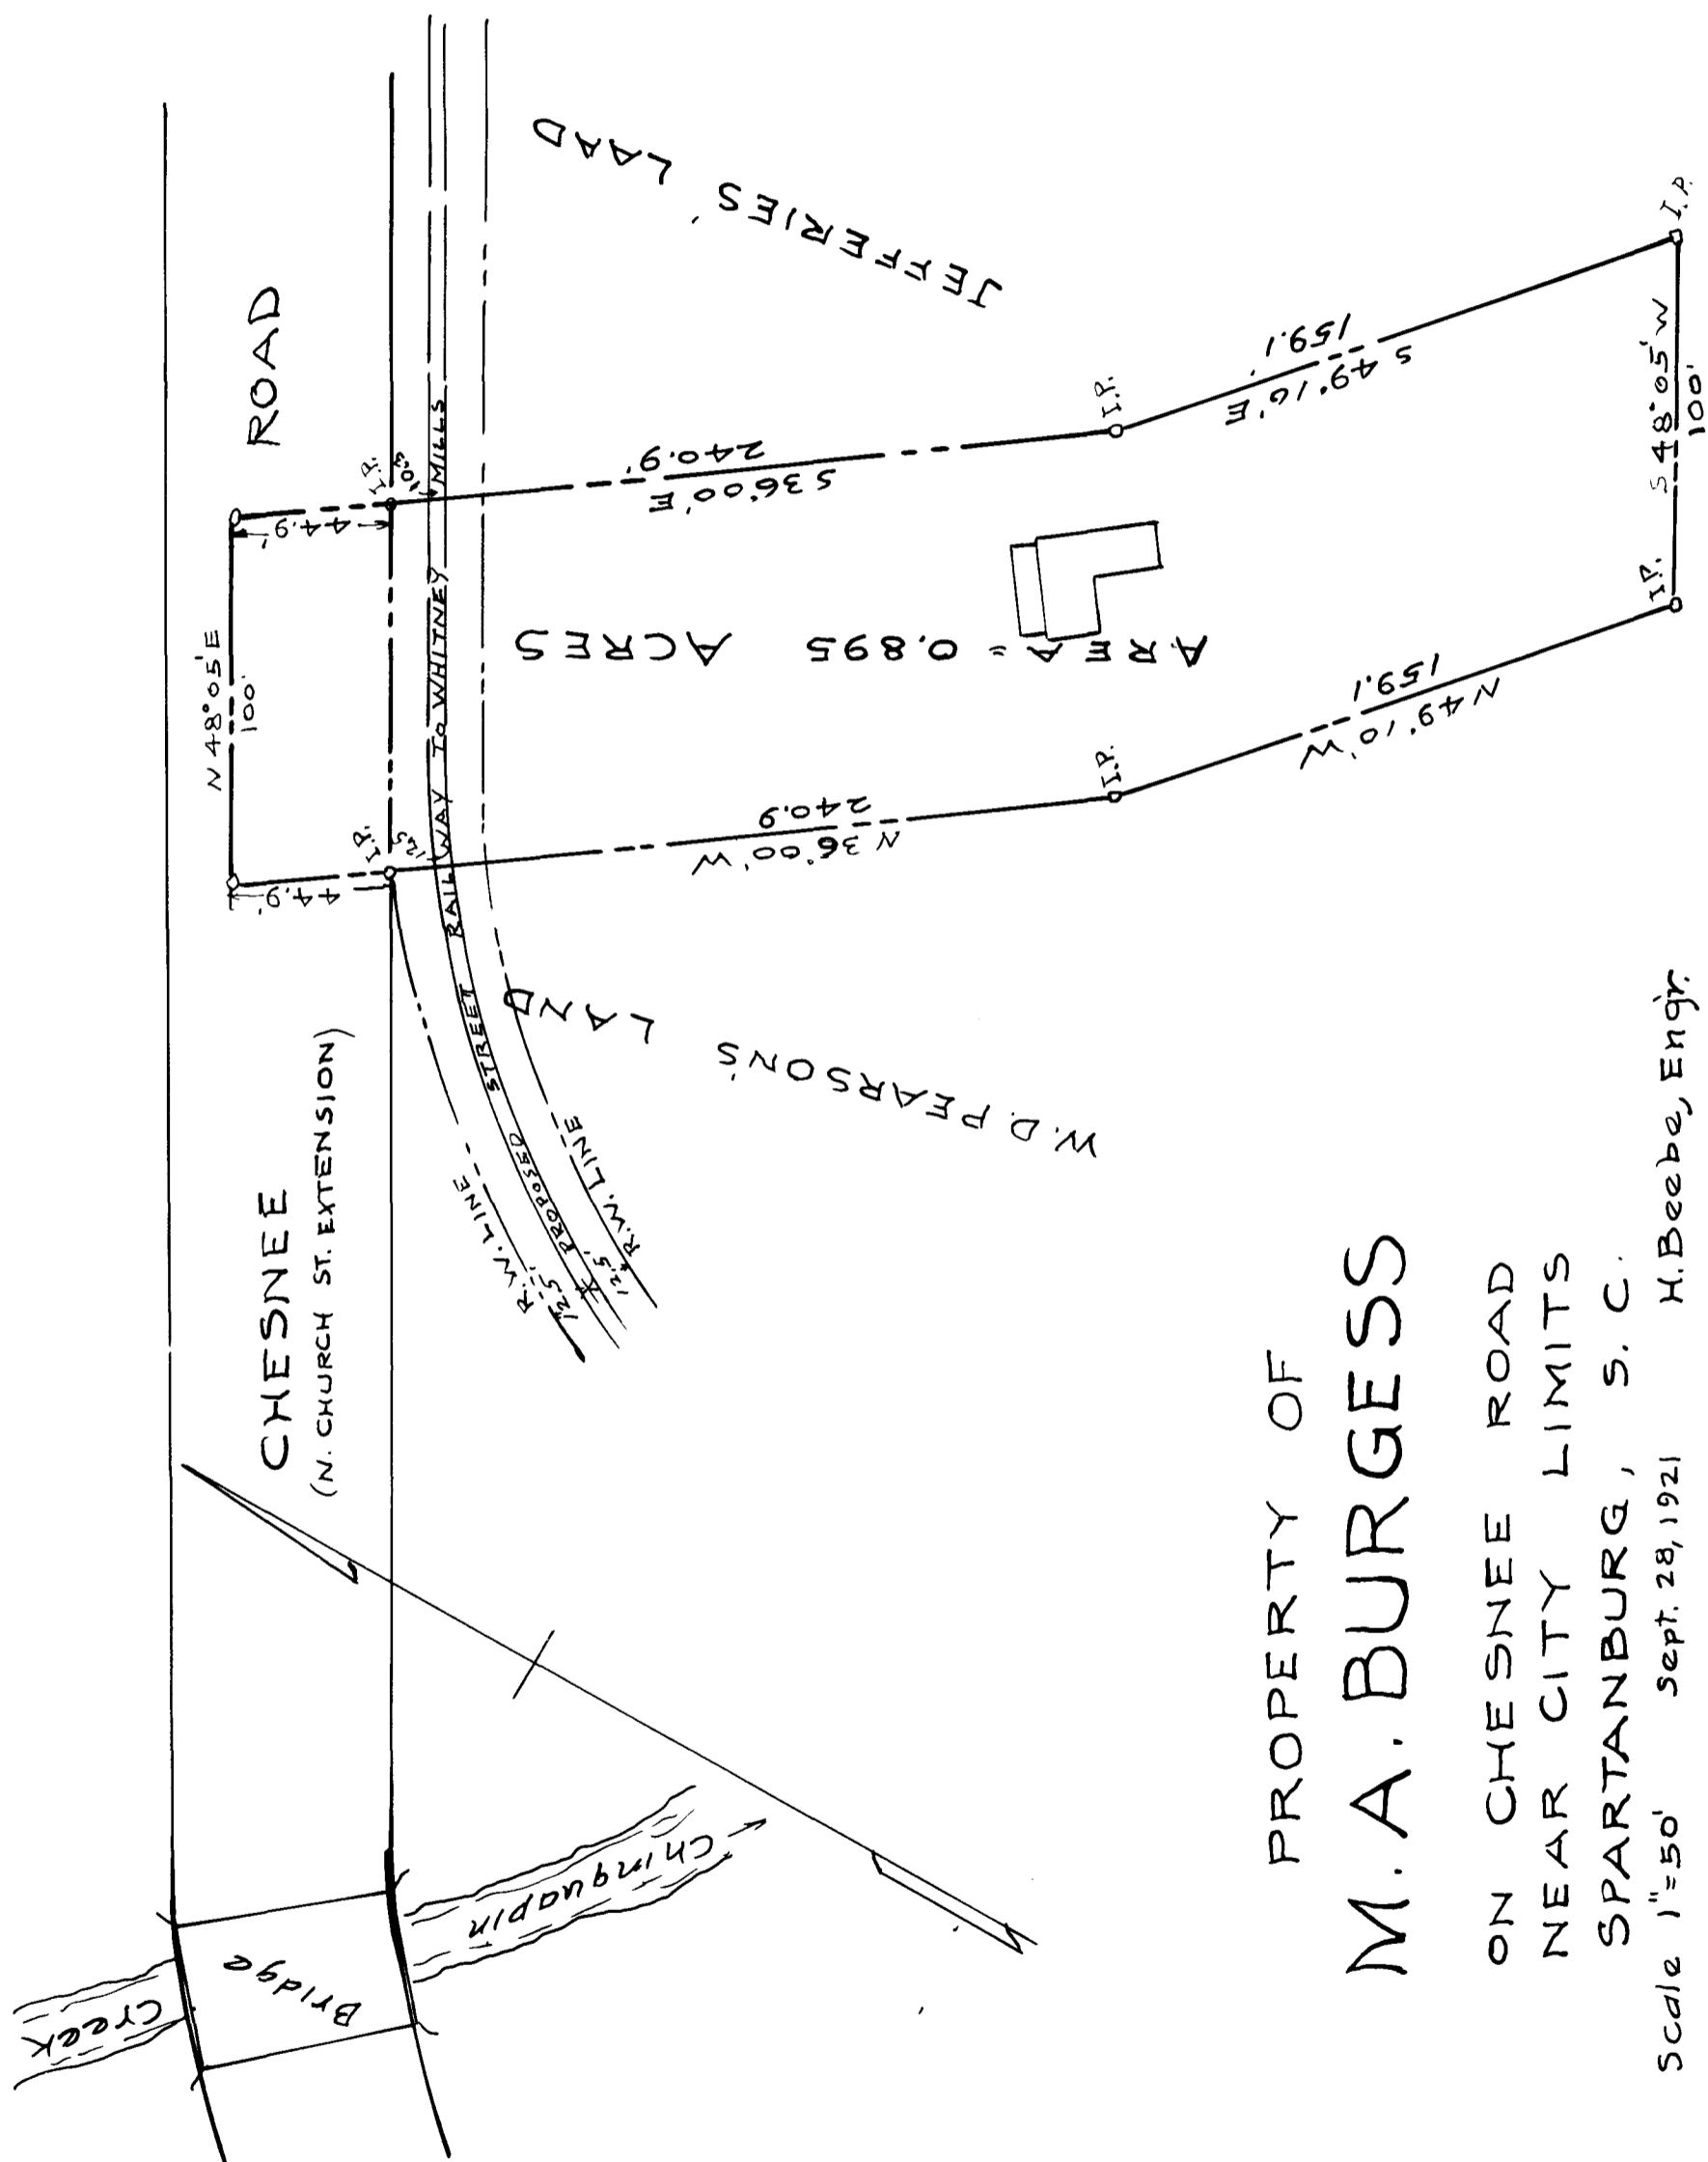 CHESNEE ROAD
(N. CHURCH ST. EXTENSION)
Creek
Bridge
Chinquapin
N 48° 05' E
100'
44.9'
44.9'
I.P.
12.5
I.P.
R.W. LINE
12.5'
PROPOSED STREET RAILWAY TO WHITNEY MILLS
12.5'
R.W. LINE
W.D. PEARSON'S LAND
JEFFERIES' LAAD
N 36°00' W
240.9
S 36°00' E
240.9'
AREA = 0.895 ACRES
I.P.
I.P.
N 49° 10' W
159.1
S 49° 10' E
159.1
I.P.
S 48° 05' W
100'
I.P.
PROPERTY OF
M. A. BURGESS
ON CHESNEE ROAD
NEAR CITY LIMITS
SPARTANBURG, S. C.
Scale 1"=50' Sept. 28, 1921 H. Beebe, Engr.